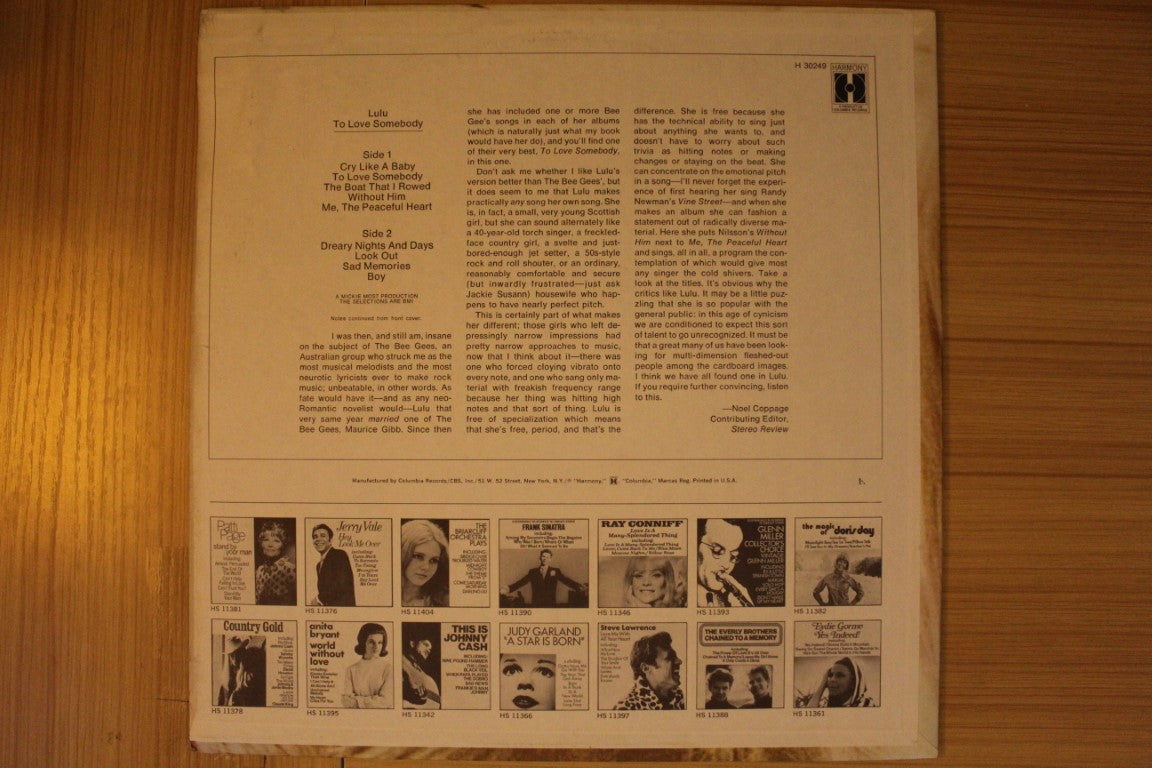 H 30249
HARMONY
Lulu
To Love Somebody
Side 1
Cry Like A Baby
To Love Somebody
The Boat That I Rowed
Without Him
Me, The Peaceful Heart
Side 2
Dreary Nights And Days
Look Out
Sad Memories
Boy
A MICKIE MOST PRODUCTION
THE SELECTIONS ARE BMI
Notes continued from front cover.
I was then, and still am, insane
on the subject of The Bee Gees, an
Australian group who struck me as the
most musical melodists and the most
neurotic lyricists ever to make rock
music; unbeatable, in other words. As
fate would have it—and as any neo-
Romantic novelist would—Lulu that
very same year married one of The
Bee Gees, Maurice Gibb. Since then
she has included one or more Bee
Gee's songs in each of her albums
(which is naturally just what my book
would have her do), and you'll find one
of their very best, To Love Somebody,
in this one.
Don't ask me whether I like Lulu's
version better than The Bee Gees', but
it does seem to me that Lulu makes
practically any song her own song. She
is, in fact, a small, very young Scottish
girl, but she can sound alternately like
a 40-year-old torch singer, a freckled-
face country girl, a svelte and just-
bored-enough jet setter, a 50s-style
rock and roll shouter, or an ordinary,
reasonably comfortable and secure
(but inwardly frustrated—just ask
Jackie Susann) housewife who hap-
pens to have nearly perfect pitch.
This is certainly part of what makes
her different; those girls who left de-
pressingly narrow impressions had
pretty narrow approaches to music,
now that I think about it—there was
one who forced cloying vibrato onto
every note, and one who sang only ma-
terial with freakish frequency range
because her thing was hitting high
notes and that sort of thing. Lulu is
free of specialization which means
that she's free, period, and that's the
difference. She is free because she
has the technical ability to sing just
about anything she wants to, and
doesn't have to worry about such
trivia as hitting notes or making
changes or staying on the beat. She
can concentrate on the emotional pitch
in a song—I'll never forget the experi-
ence of first hearing her sing Randy
Newman's Vine Street—and when she
makes an album she can fashion a
statement out of radically diverse ma-
terial. Here she puts Nilsson's Without
Him next to Me, The Peaceful Heart
and sings, all in all, a program the con-
templation of which would give most
any singer the cold shivers. Take a
look at the titles. It's obvious why the
critics like Lulu. It may be a little puz-
zling that she is so popular with the
general public: in this age of cynicism
we are conditioned to expect this sort
of talent to go unrecognized. It must be
that a great many of us have been look-
ing for multi-dimension fleshed-out
people among the cardboard images.
I think we have all found one in Lulu.
If you require further convincing, listen
to this.
—Noel Coppage
Contributing Editor,
Stereo Review
Manufactured by Columbia Records/CBS, Inc./51 W. 52 Street, New York, N.Y./® "Harmony," "Columbia," Marcas Reg. Printed in U.S.A.
Patti
Page
stand by
your man
HS 11381
Jerry Vale
Hey
Look Me Over
HS 11376
THE
BRIARCLIFF
ORCHESTRA
PLAYS
HS 11404
FRANK SINATRA
HS 11390
RAY CONNIFF
Love Is A
Many-Splendored Thing
HS 11346
GLENN
MILLER
COLLECTOR'S
CHOICE
HS 11393
the magic
of doris day
HS 11382
Country Gold
HS 11378
anita
bryant
world
without
love
HS 11395
THIS IS
JOHNNY
CASH
HS 11342
JUDY GARLAND
"A STAR IS BORN"
HS 11366
Steve Lawrence
HS 11397
THE EVERLY BROTHERS
CHAINED TO A MEMORY
HS 11388
Eydie Gorme
Yes Indeed!
HS 11361